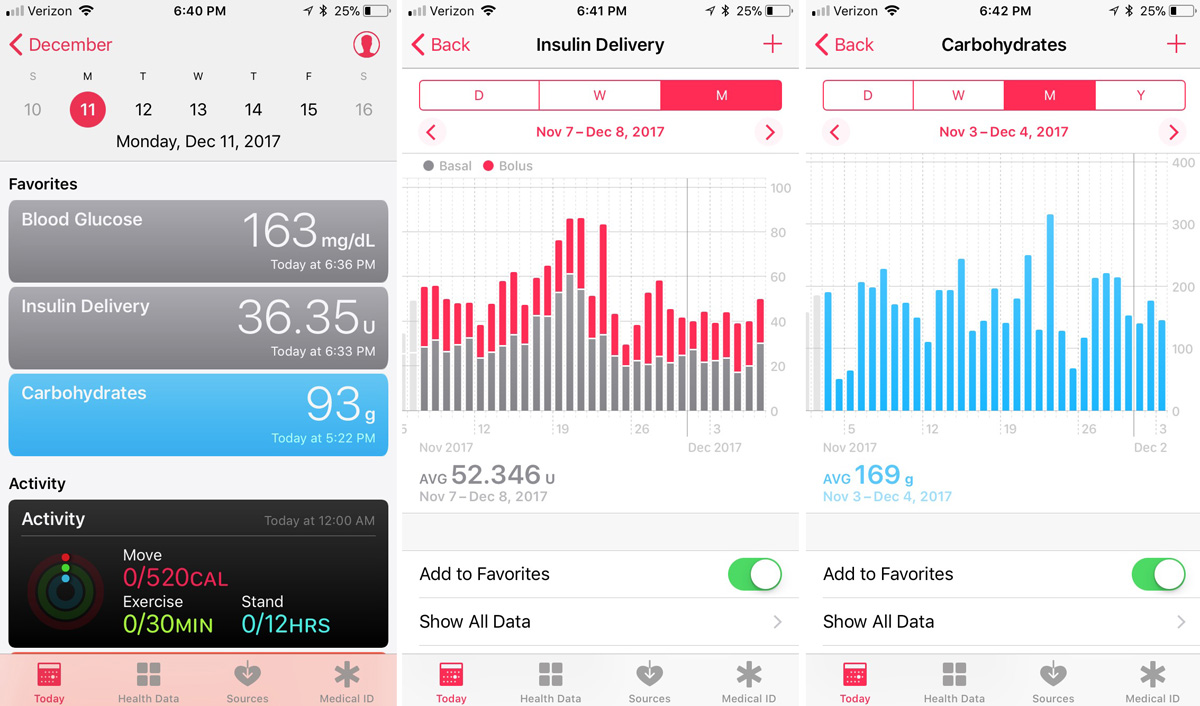 Verizon 6:40 PM 25%
December
S M T W T F S
10 11 12 13 14 15 16
Monday, Dec 11, 2017
Favorites
Blood Glucose
163 mg/dL
Today at 6:36 PM
Insulin Delivery
36.35 U
Today at 6:33 PM
Carbohydrates
93 g
Today at 5:22 PM
Activity
Activity
Today at 12:00 AM
Move
0/520CAL
Exercise Stand
0/30MIN 0/12HRS
Today Health Data Sources Medical ID
Verizon 6:41 PM 25%
Back Insulin Delivery +
D W M
Nov 7 – Dec 8, 2017
Basal Bolus
100
80
60
40
20
0
5 12 19 26 3
Nov 2017 Dec 2017
AVG 52.346 U
Nov 7 – Dec 8, 2017
Add to Favorites
Show All Data
Today Health Data Sources Medical ID
Verizon 6:42 PM 25%
Back Carbohydrates +
D W M Y
Nov 3 – Dec 4, 2017
400
300
200
100
0
5 12 19 26 3
Nov 2017 Dec 2
AVG 169 g
Nov 3 – Dec 4, 2017
Add to Favorites
Show All Data
Today Health Data Sources Medical ID